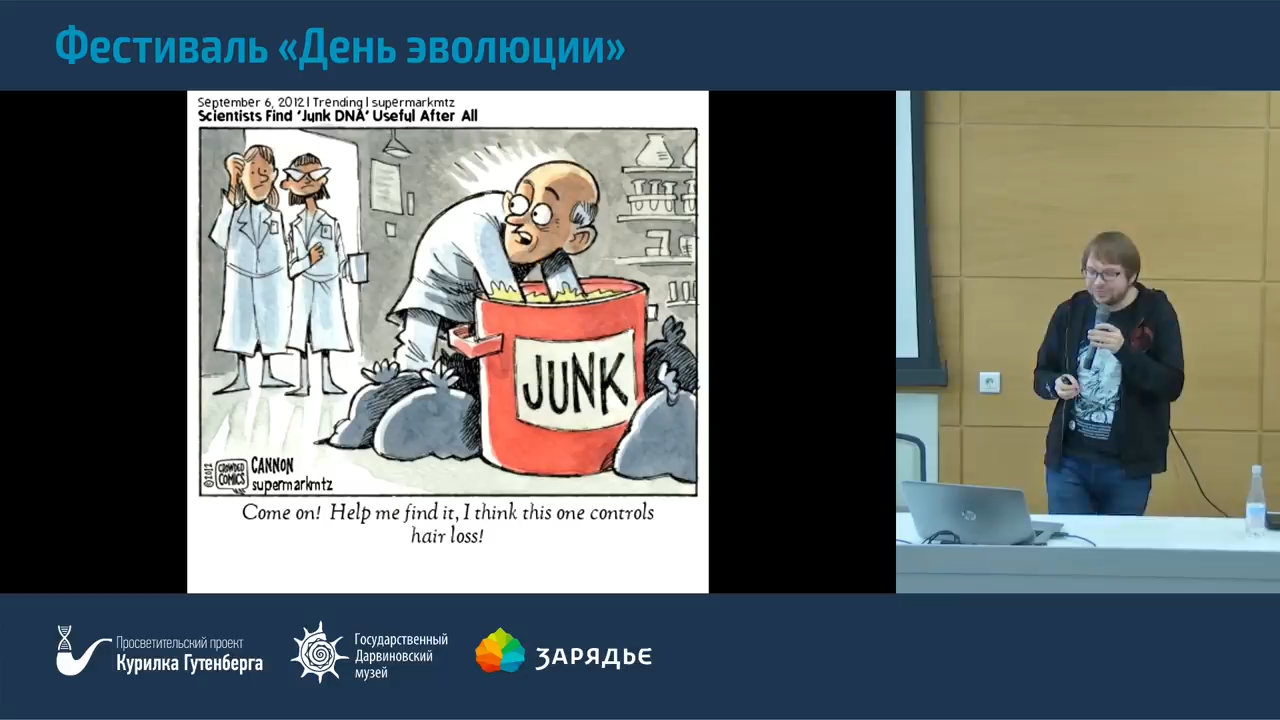 Фестиваль «День эволюции»
September 6, 2012 | Trending | supermarkmtz
Scientists Find 'Junk DNA' Useful After All
JUNK
©2012
CROWDED
COMICS
CANNON
supermarkmtz
Come on! Help me find it, I think this one controls
hair loss!
hp
Просветительский проект
Курилка Гутенберга
Государственный
Дарвиновский
музей
ЗАРЯДЬЕ